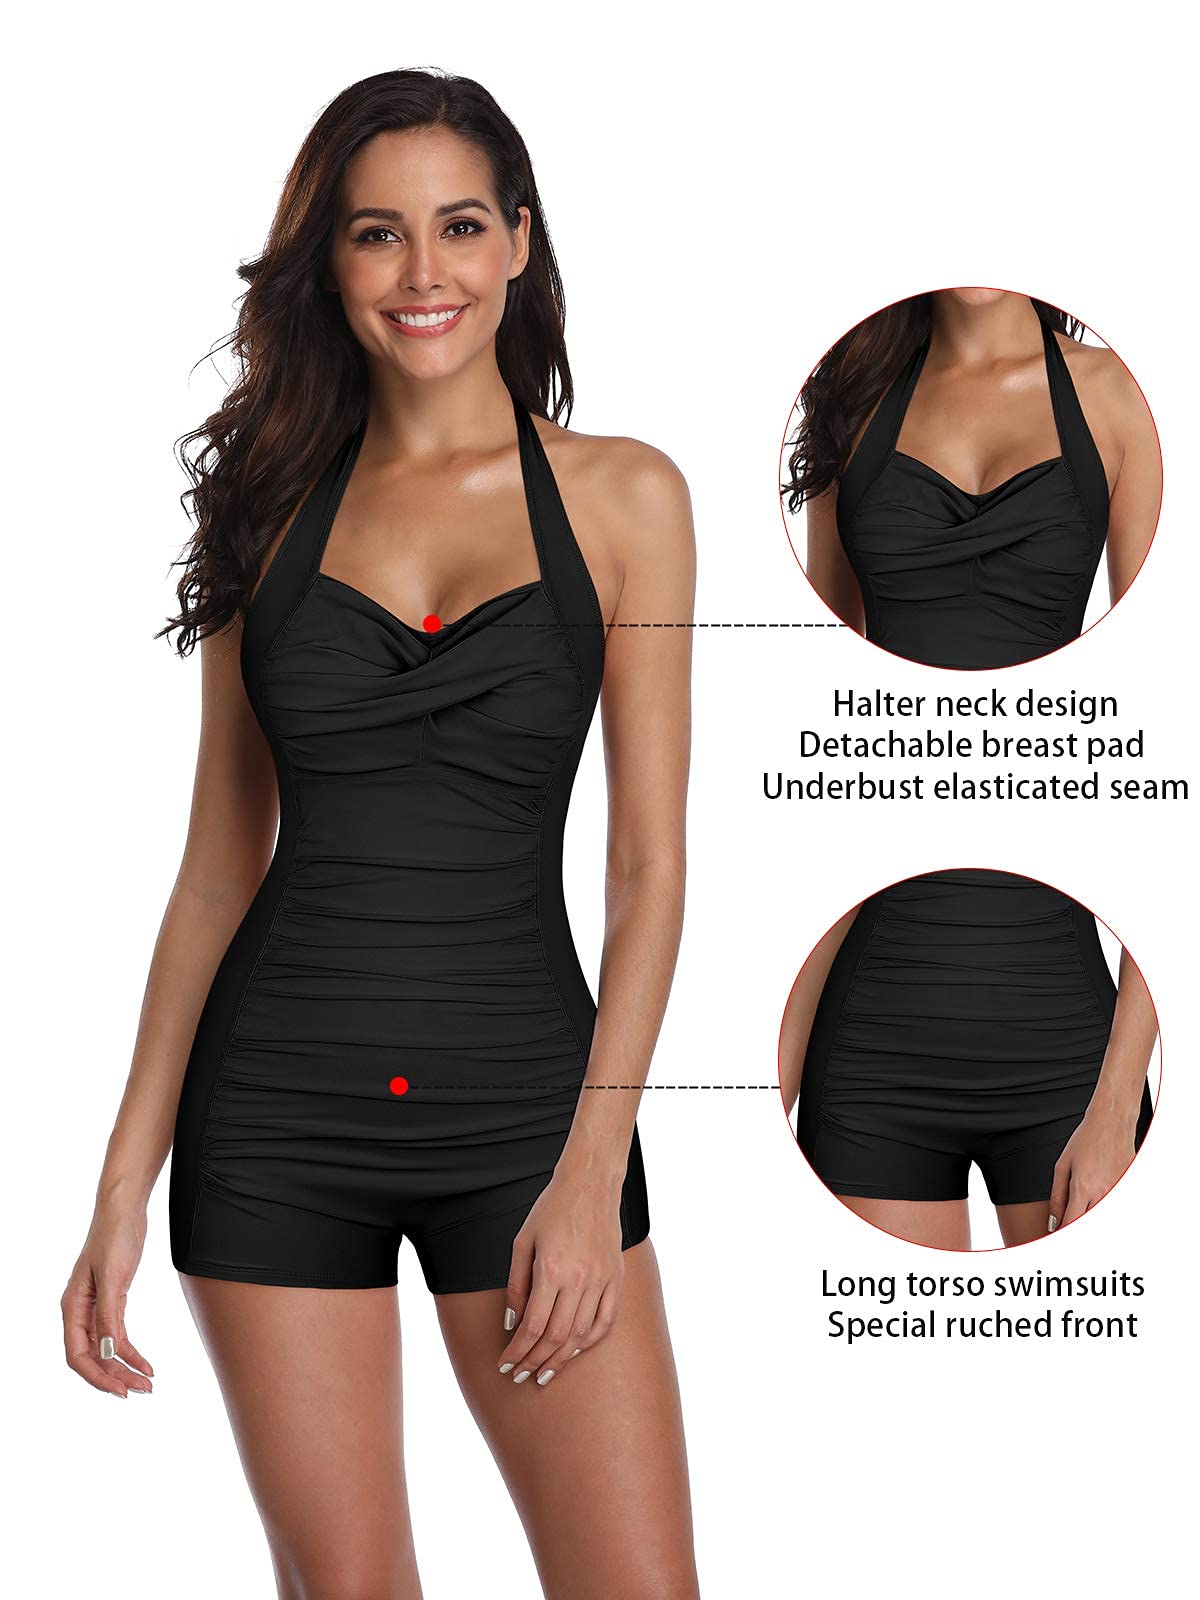 Halter neck design
Detachable breast pad
Underbust elasticated seam
Long torso swimsuits
Special ruched front